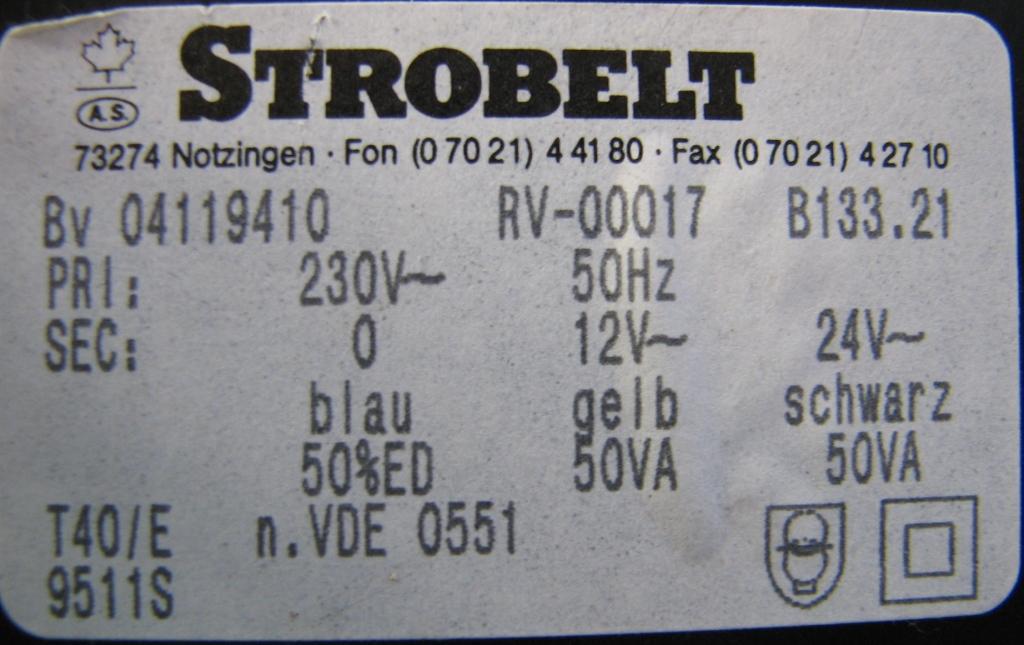 A.S.
STROBELT
73274 Notzingen · Fon (0 70 21) 4 41 80 · Fax (0 70 21) 4 27 10
Bv 04119410 RV-00017 B133.21
PRI: 230V~ 50Hz
SEC: 0 12V~ 24V~
blau gelb schwarz
50%ED 50VA 50VA
T40/E n.VDE 0551
9511S